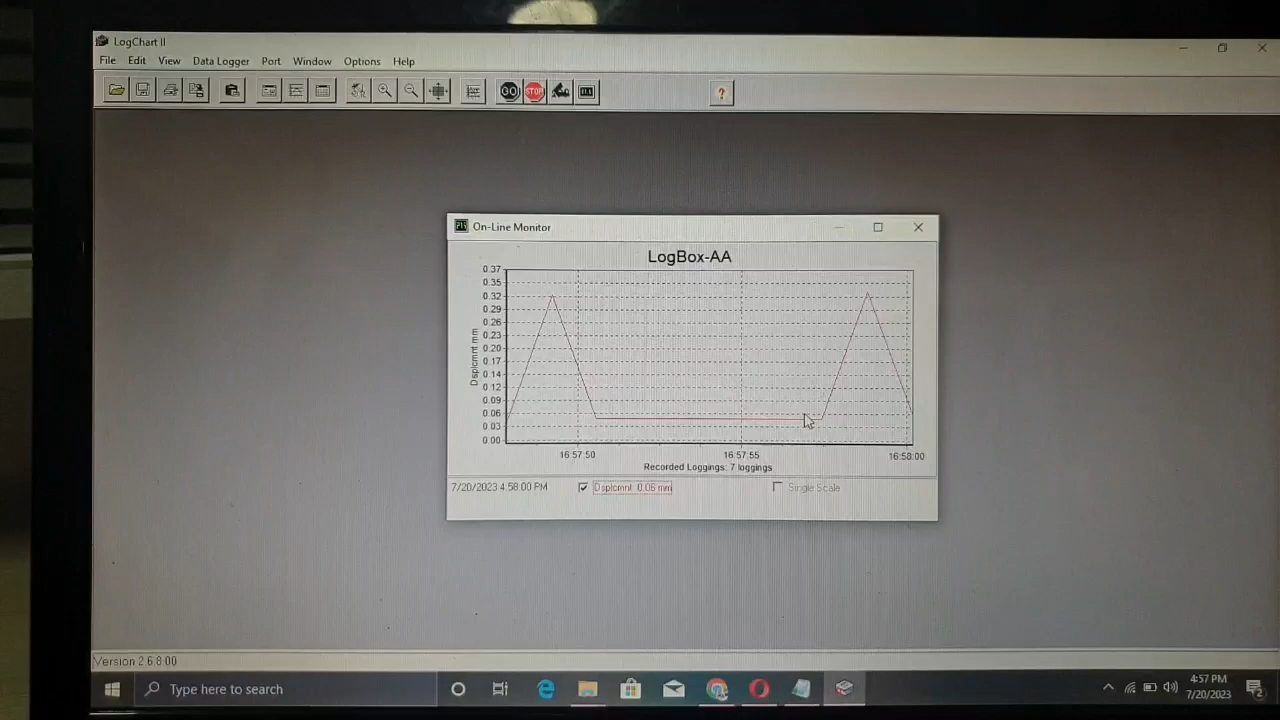 LogChart II
File Edit View Data Logger Port Window Options Help
GO STOP ?
On-Line Monitor
LogBox-AA
0.37
0.35
0.32
0.29
0.26
0.23
0.20
0.17
0.14
0.12
0.09
0.06
0.03
0.00
Dsplcmnt mm
16:57:50 16:57:55 16:58:00
Recorded Loggings: 7 loggings
7/20/2023 4:58:00 PM Dsplcmnt 0.06 mm Single Scale
Version 2.6.8.00
Type here to search
4:57 PM
7/20/2023
2